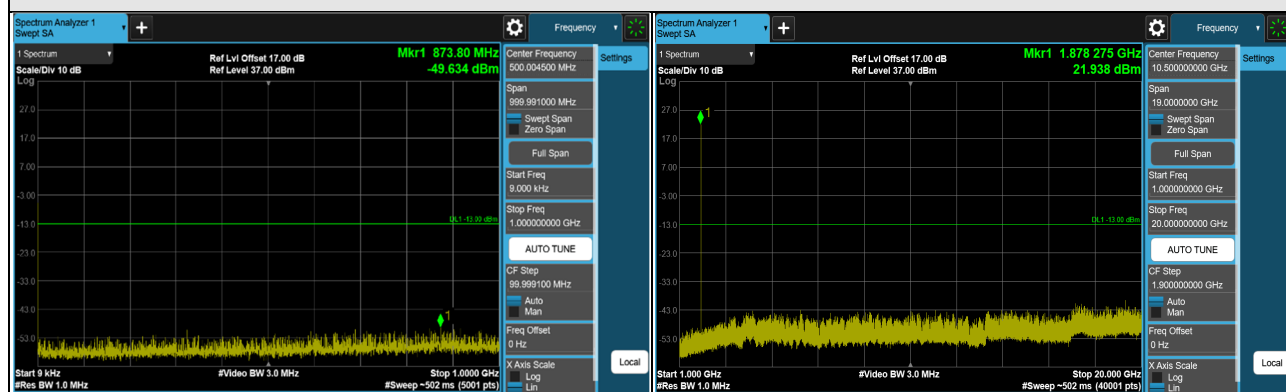 Spectrum Analyzer 1
Swept SA
+
Frequency
1 Spectrum
Scale/Div 10 dB
Log
Ref Lvl Offset 17.00 dB
Ref Level 37.00 dBm
Mkr1 873.80 MHz
-49.634 dBm
27.0
17.0
7.00
-3.00
-13.0
-23.0
-33.0
-43.0
-53.0
DL1 -13.00 dBm
1
Start 9 kHz
#Res BW 1.0 MHz
#Video BW 3.0 MHz
Stop 1.0000 GHz
#Sweep ~502 ms (5001 pts)
Center Frequency
500.004500 MHz
Settings
Span
999.991000 MHz
Swept Span
Zero Span
Full Span
Start Freq
9.000 kHz
Stop Freq
1.000000000 GHz
AUTO TUNE
CF Step
99.999100 MHz
Auto
Man
Freq Offset
0 Hz
X Axis Scale
Log
Lin
Local
Spectrum Analyzer 1
Swept SA
+
Frequency
1 Spectrum
Scale/Div 10 dB
Log
Ref Lvl Offset 17.00 dB
Ref Level 37.00 dBm
Mkr1 1.878 275 GHz
21.938 dBm
27.0
17.0
7.00
-3.00
-13.0
-23.0
-33.0
-43.0
-53.0
DL1 -13.00 dBm
1
Start 1.000 GHz
#Res BW 1.0 MHz
#Video BW 3.0 MHz
Stop 20.000 GHz
#Sweep ~502 ms (40001 pts)
Center Frequency
10.500000000 GHz
Settings
Span
19.0000000 GHz
Swept Span
Zero Span
Full Span
Start Freq
1.000000000 GHz
Stop Freq
20.000000000 GHz
AUTO TUNE
CF Step
1.900000000 GHz
Auto
Man
Freq Offset
0 Hz
X Axis Scale
Log
Lin
Local